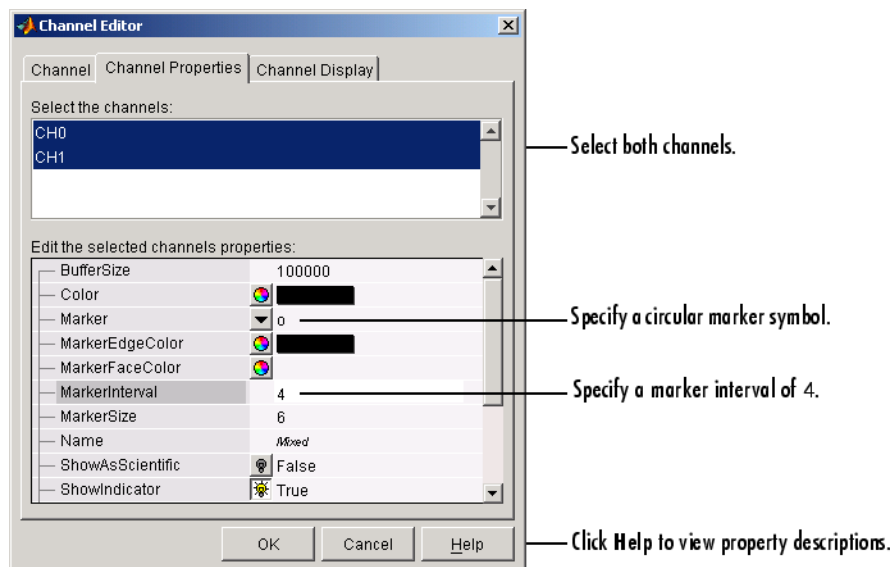 Channel Editor
Channel Channel Properties Channel Display
Select the channels:
CH0
CH1
Select both channels.
Edit the selected channels properties:
BufferSize 100000
Color
Marker o
Specify a circular marker symbol.
MarkerEdgeColor
MarkerFaceColor
MarkerInterval 4
Specify a marker interval of 4.
MarkerSize 6
Name Mixed
ShowAsScientific False
ShowIndicator True
OK Cancel Help
Click Help to view property descriptions.